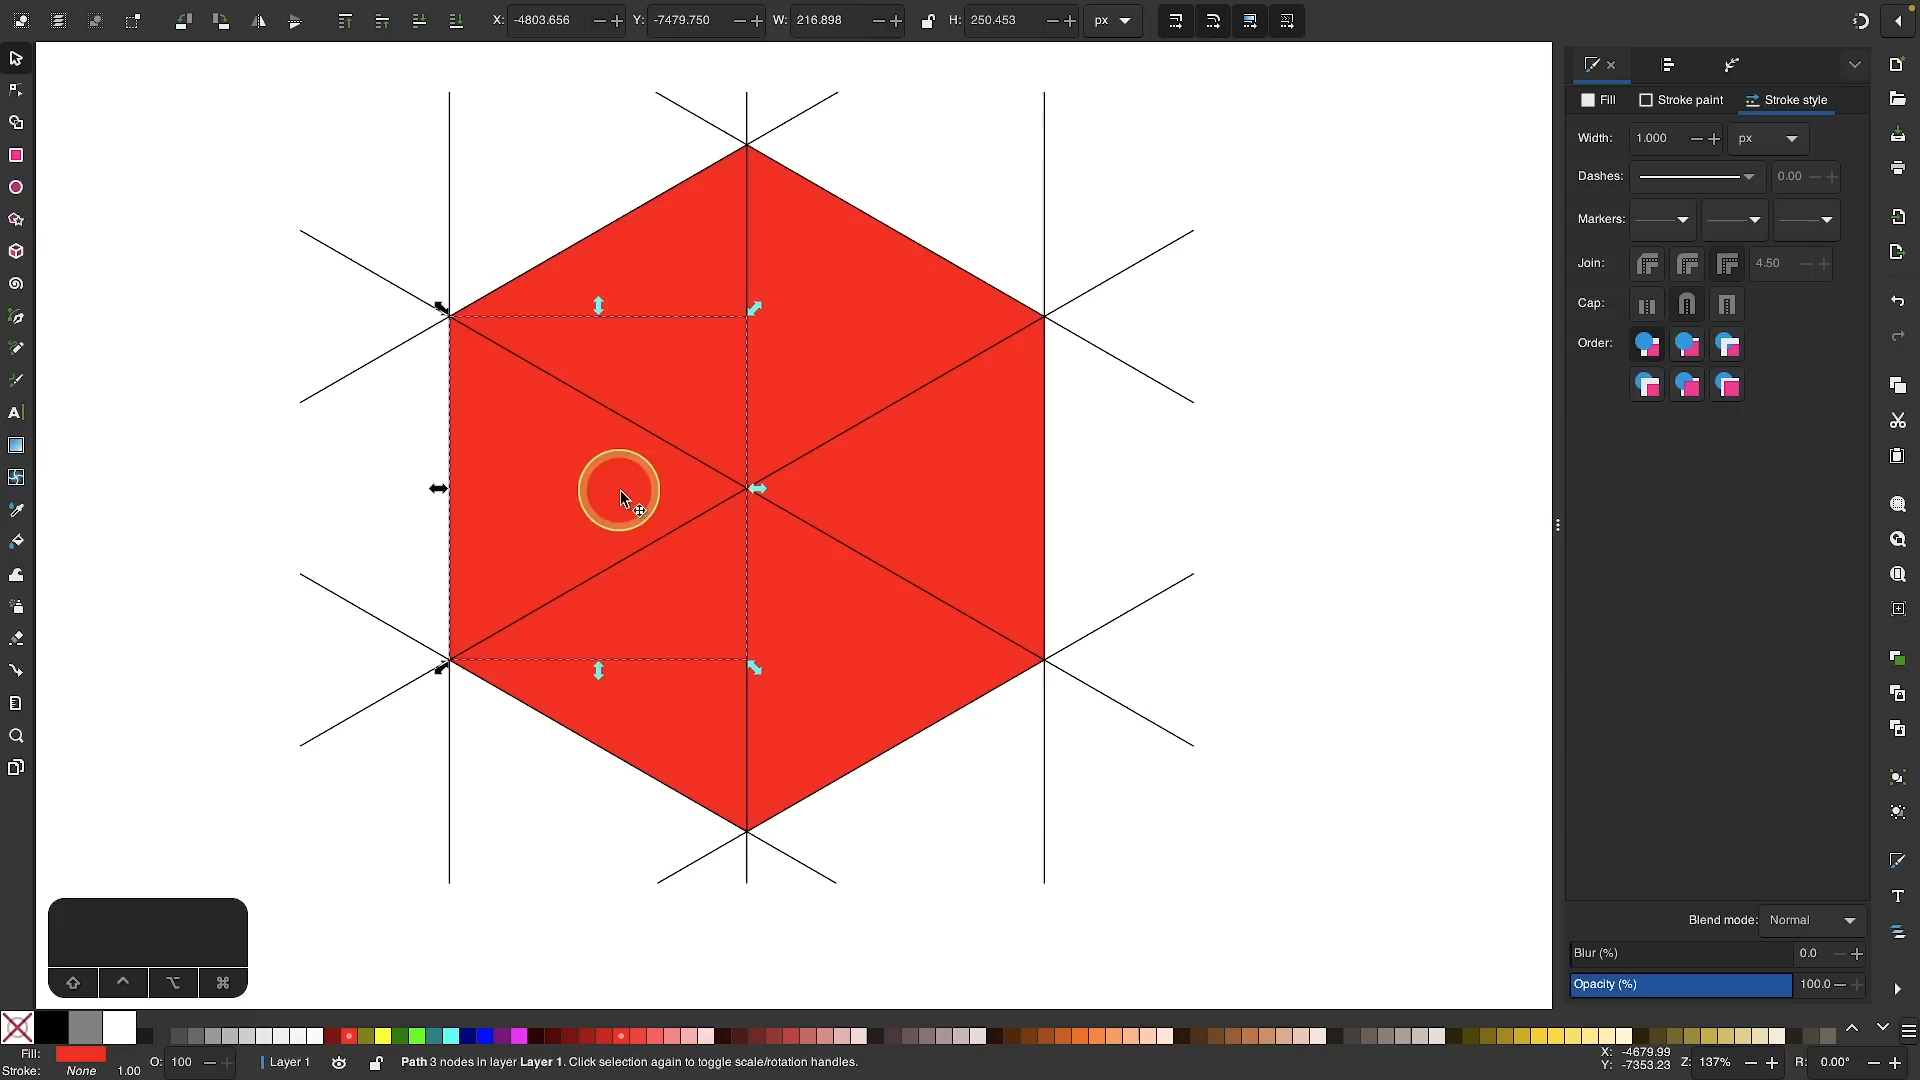 X: -4803.656 Y: -7479.750 W: 216.898 H: 250.453 px
Fill Stroke paint Stroke style
Width: 1.000 px
Dashes: 0.00
Markers:
Join: 4.50
Cap:
Order:
Blend mode: Normal
Blur (%) 0.0
Opacity (%) 100.0
Fill:
Stroke: None 1.00
O: 100
Layer 1
Path 3 nodes in layer Layer 1. Click selection again to toggle scale/rotation handles.
X: -4679.99
Y: -7353.23
Z: 137%
R: 0.00°